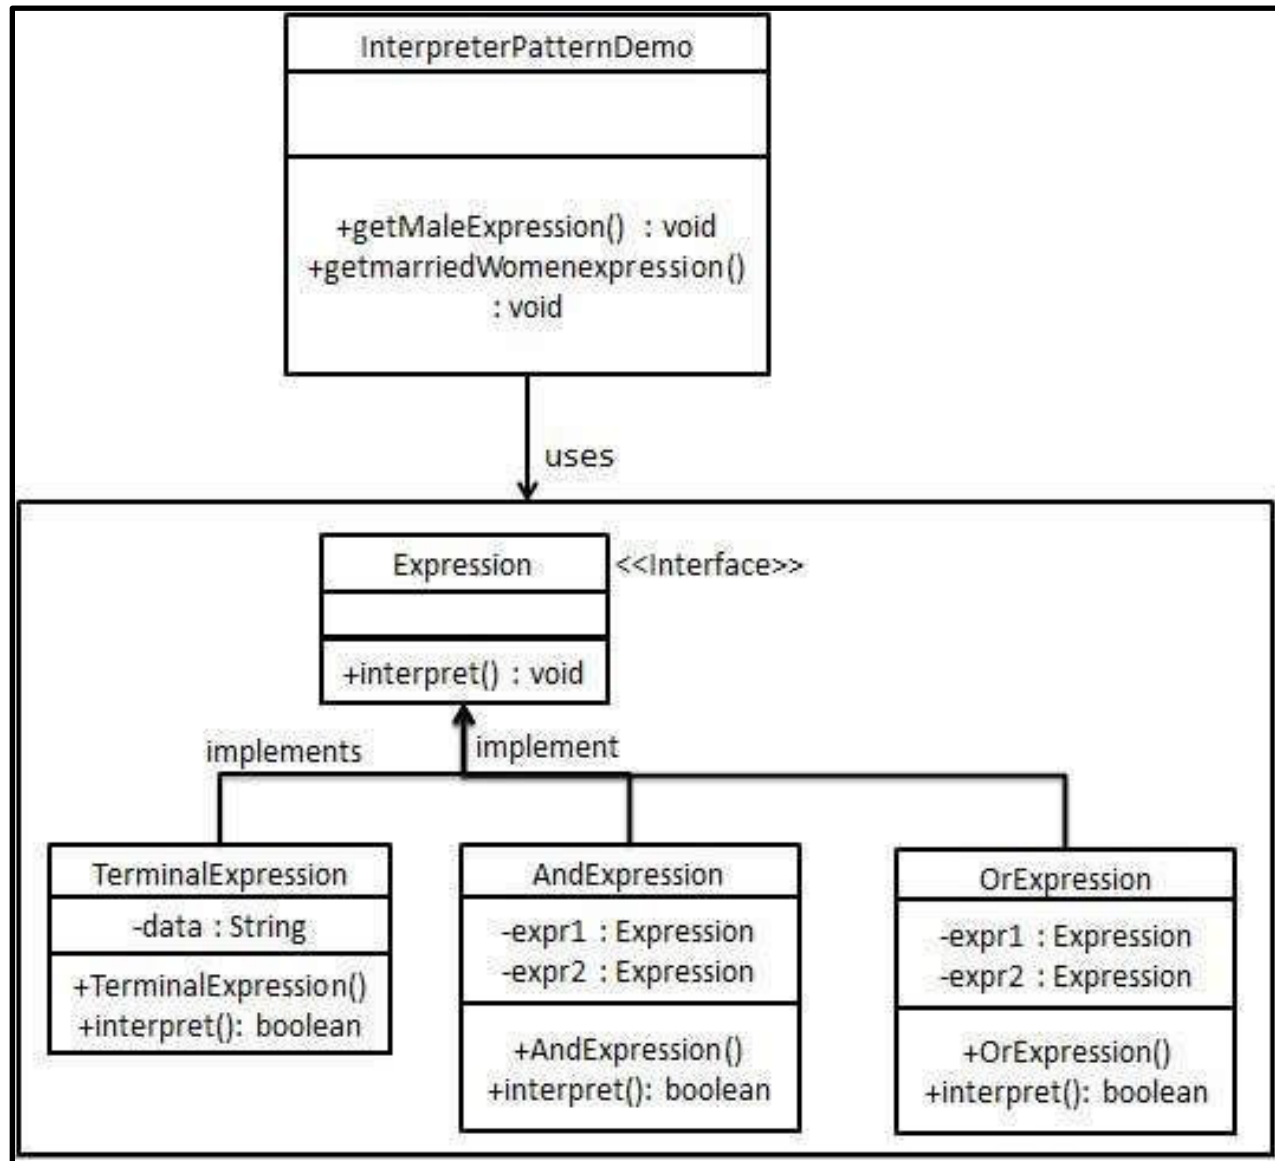 InterpreterPatternDemo
+getMaleExpression() : void
+getmarriedWomenexpression()
: void
uses
Expression
<<Interface>>
+interpret() : void
implements
implement
TerminalExpression
-data : String
+TerminalExpression()
+interpret(): boolean
AndExpression
-expr1 : Expression
-expr2 : Expression
+AndExpression()
+interpret(): boolean
OrExpression
-expr1 : Expression
-expr2 : Expression
+OrExpression()
+interpret(): boolean